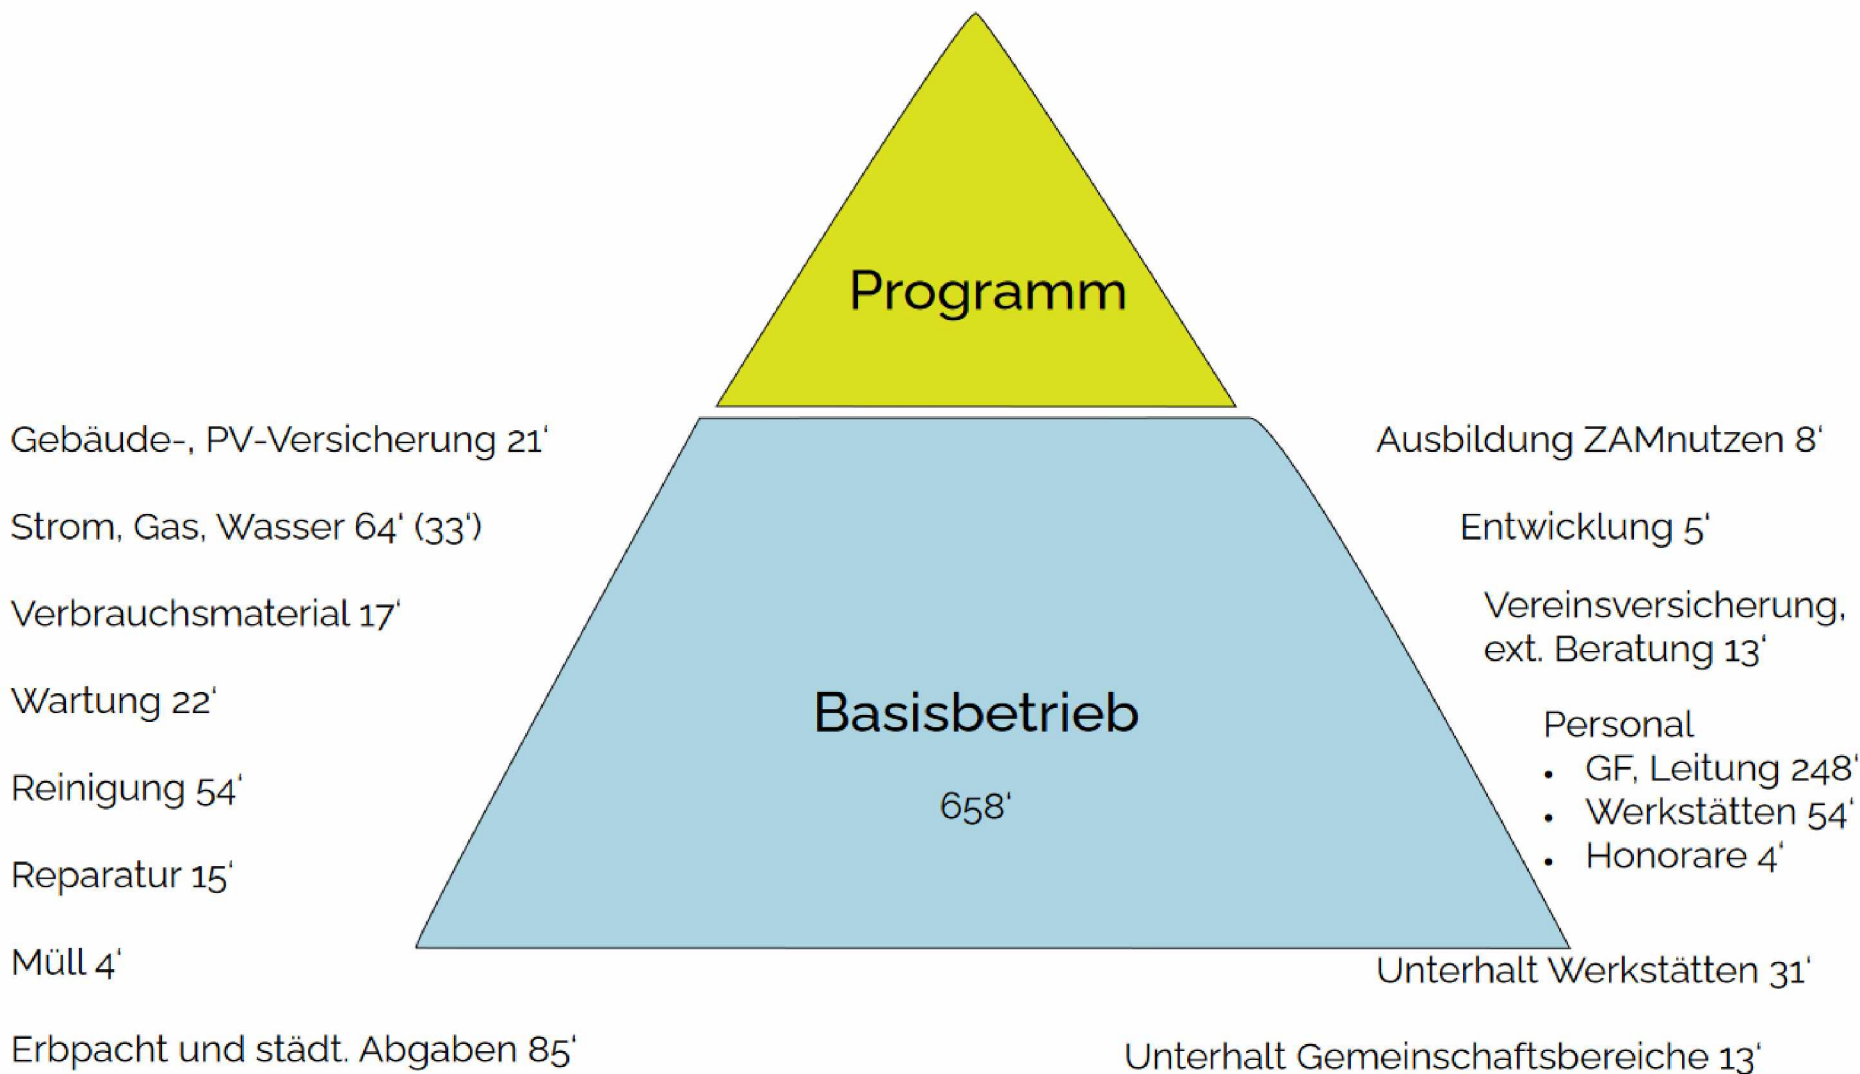 Programm
Gebäude-, PV-Versicherung 21‘
Strom, Gas, Wasser 64‘ (33‘)
Verbrauchsmaterial 17‘
Wartung 22‘
Reinigung 54‘
Reparatur 15‘
Müll 4‘
Erbpacht und städt. Abgaben 85‘
Basisbetrieb
658‘
Ausbildung ZAMnutzen 8‘
Entwicklung 5‘
Vereinsversicherung,
ext. Beratung 13‘
Personal
• GF, Leitung 248‘
• Werkstätten 54‘
• Honorare 4‘
Unterhalt Werkstätten 31‘
Unterhalt Gemeinschaftsbereiche 13‘